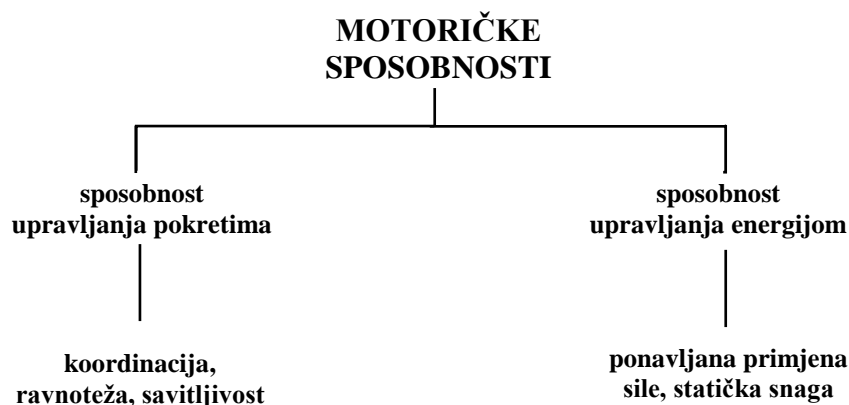 MOTORIČKE
SPOSOBNOSTI
sposobnost
upravljanja pokretima
sposobnost
upravljanja energijom
koordinacija,
ravnoteža, savitljivost
ponavljana primjena
sile, statička snaga